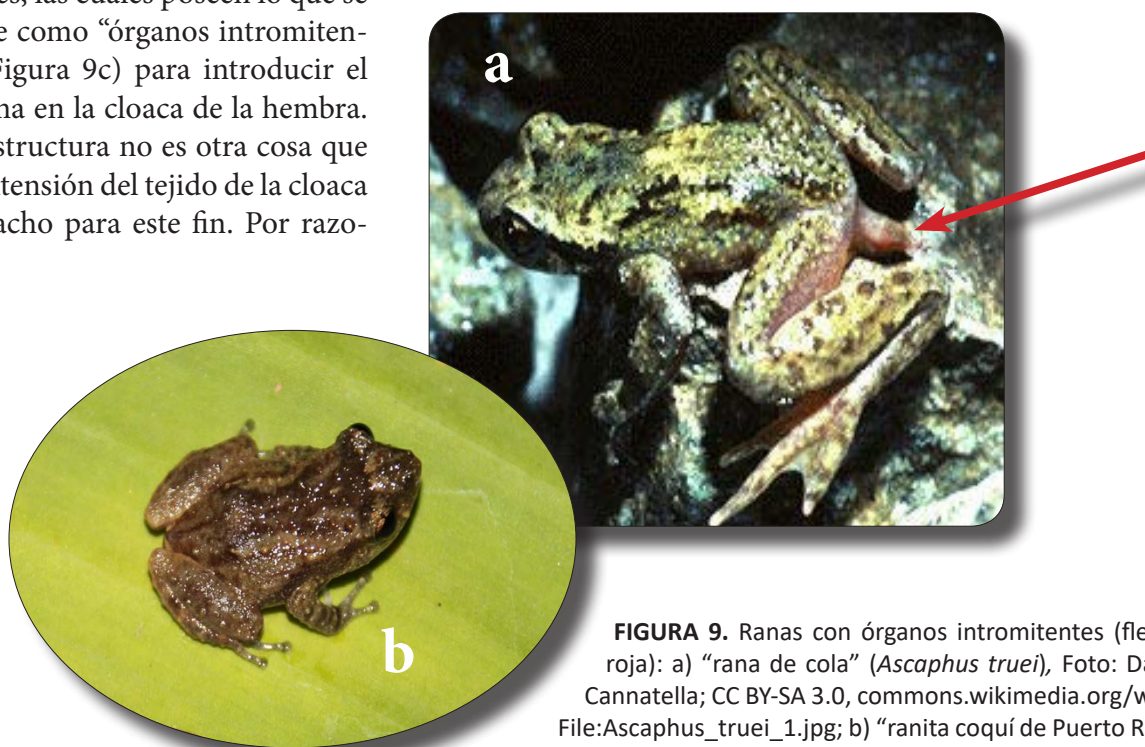 es, las cuales poseen lo que se
e como “órganos intromiten-
Figura 9c) para introducir el
na en la cloaca de la hembra.
structura no es otra cosa que
tensión del tejido de la cloaca
acho para este fin. Por razo-
a
b
FIGURA 9. Ranas con órganos intromitentes (fle
roja): a) “rana de cola” (Ascaphus truei), Foto: Da
Cannatella; CC BY-SA 3.0, commons.wikimedia.org/w
File:Ascaphus_truei_1.jpg; b) “ranita coquí de Puerto R